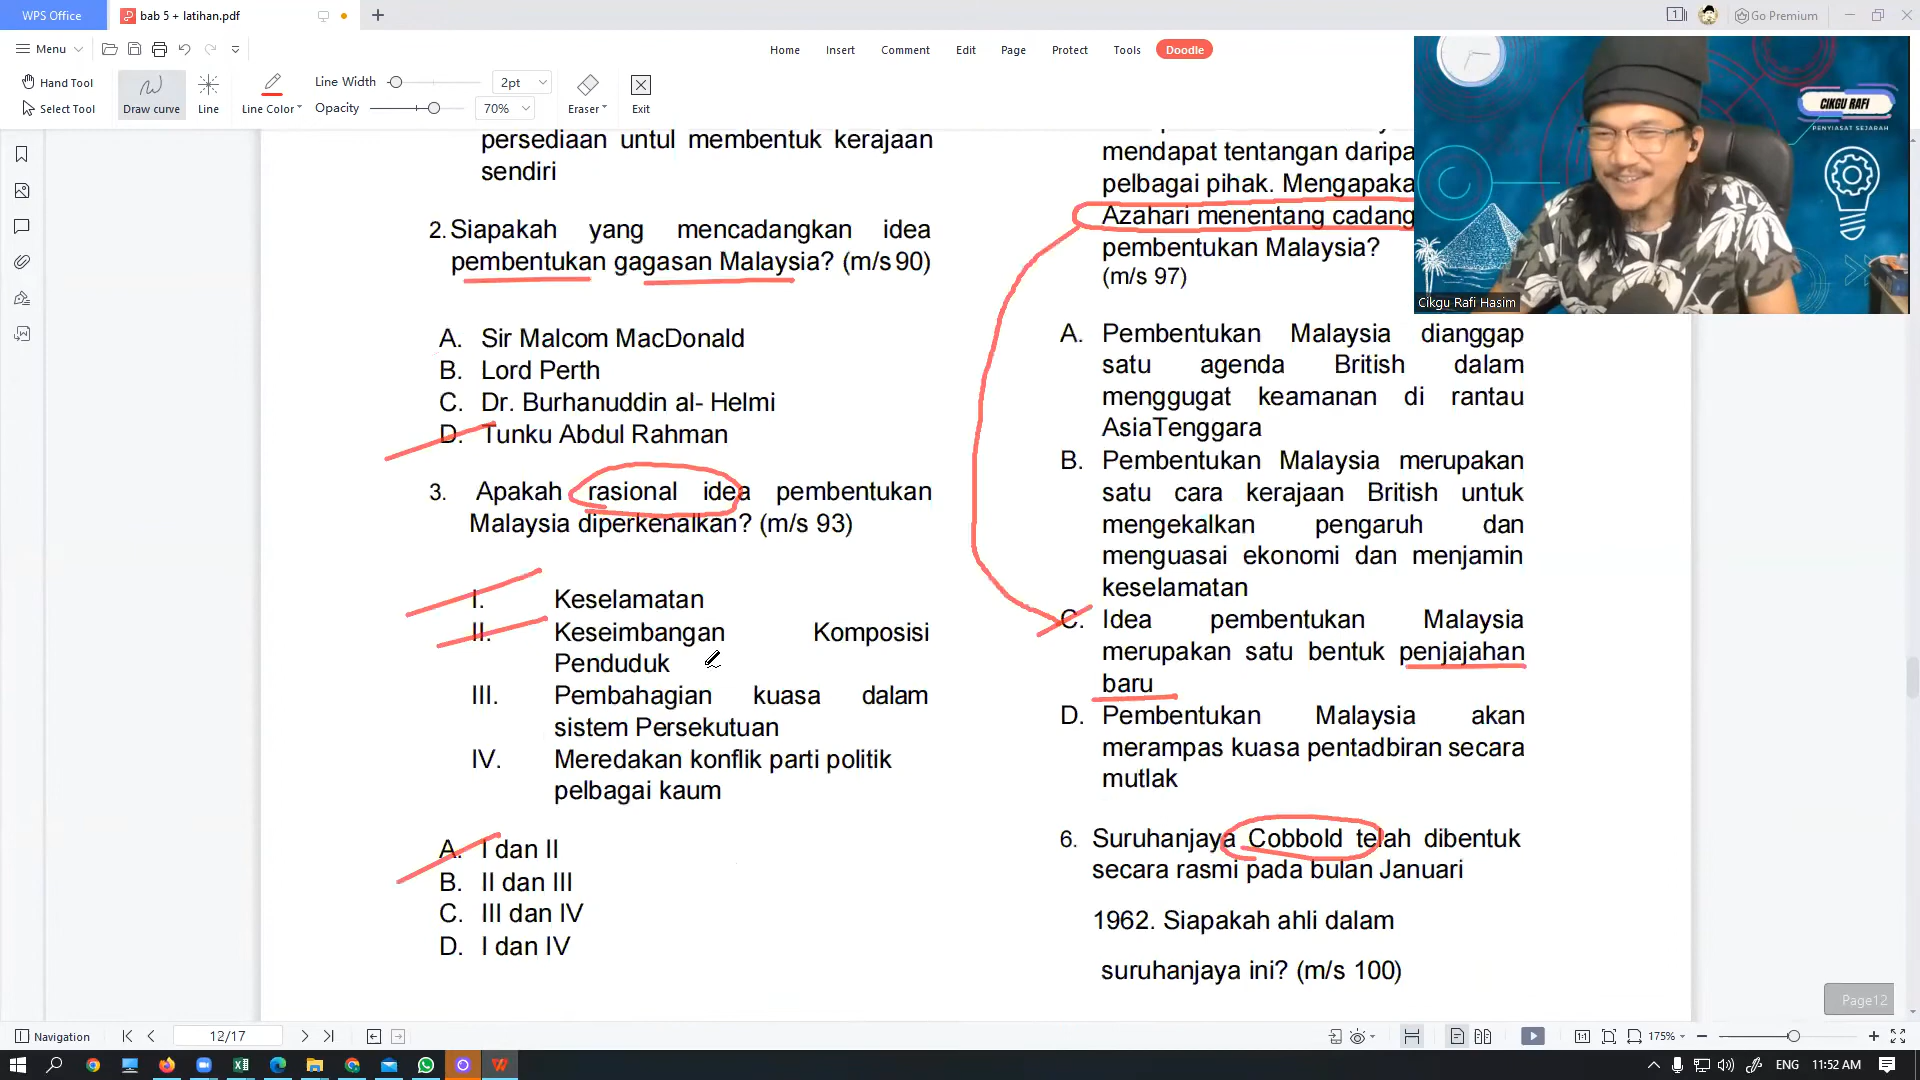 WPS Office
bab 5 + latihan.pdf
Go Premium
Menu
Home
Insert
Comment
Edit
Page
Protect
Tools
Doodle
Hand Tool
Select Tool
Draw curve
Line
Line Color
Line Width
2pt
Opacity
70%
Eraser
Exit
persediaan untul membentuk kerajaan
sendiri
2. Siapakah yang mencadangkan idea
pembentukan gagasan Malaysia? (m/s 90)
A. Sir Malcom MacDonald
B. Lord Perth
C. Dr. Burhanuddin al- Helmi
D. Tunku Abdul Rahman
3. Apakah rasional idea pembentukan
Malaysia diperkenalkan? (m/s 93)
I. Keselamatan
II. Keseimbangan Komposisi
Penduduk
III. Pembahagian kuasa dalam
sistem Persekutuan
IV. Meredakan konflik parti politik
pelbagai kaum
A. I dan II
B. II dan III
C. III dan IV
D. I dan IV
mendapat tentangan daripa
pelbagai pihak. Mengapaka
Azahari menentang cadang
pembentukan Malaysia?
(m/s 97)
A. Pembentukan Malaysia dianggap
satu agenda British dalam
menggugat keamanan di rantau
AsiaTenggara
B. Pembentukan Malaysia merupakan
satu cara kerajaan British untuk
mengekalkan pengaruh dan
menguasai ekonomi dan menjamin
keselamatan
C. Idea pembentukan Malaysia
merupakan satu bentuk penjajahan
baru
D. Pembentukan Malaysia akan
merampas kuasa pentadbiran secara
mutlak
6. Suruhanjaya Cobbold telah dibentuk
secara rasmi pada bulan Januari
1962. Siapakah ahli dalam
suruhanjaya ini? (m/s 100)
CIKGU RAFI
PENYIASAT SEJARAH
Cikgu Rafi Hasim
Page12
Navigation
12/17
175%
ENG
11:52 AM